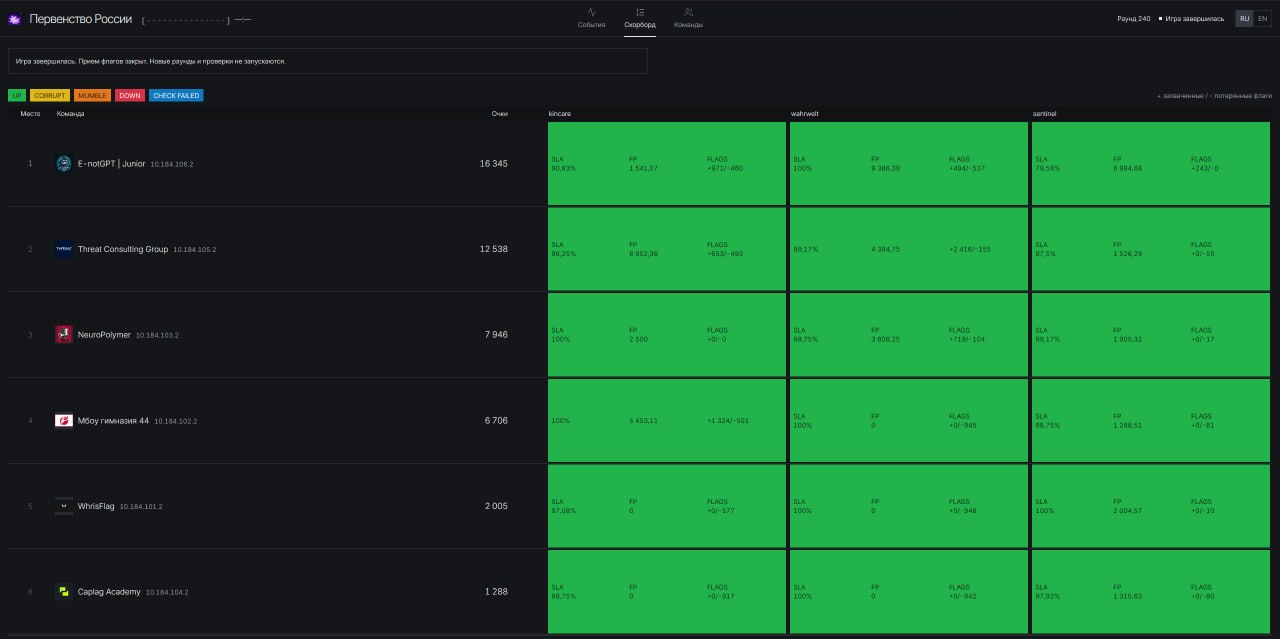 Первенство России
События
Скорборд
Команды
Раунд 240 Игра завершилась
RU EN
Игра завершилась. Прием флагов закрыт. Новые раунды и проверки не запускаются.
UP CORRUPT MUMBLE DOWN CHECK FAILED
+ захваченные / - потерянные флаги
Место Команда Очки kincare wahrwelt sentinel
SLA FP FLAGS SLA FP FLAGS SLA FP FLAGS
1 E-notGPT | Junior 10.184.106.2 16 345
90,83% 1 541,07 +971/-460 100% 9 386,39 +494/-537 79,58% 6 984,68 +243/-0
SLA FP FLAGS SLA FP FLAGS
2 Threat Consulting Group 10.184.105.2 12 538 99,17% 4 394,75 +2 416/-155
96,25% 6 952,36 +653/-493 97,5% 1 526,29 +0/-55
SLA FP FLAGS SLA FP FLAGS SLA FP FLAGS
3 NeuroPolymer 10.184.103.2 7 946
100% 2 500 +0/-0 98,75% 3 606,25 +719/-104 99,17% 1 900,32 +0/-17
SLA FP FLAGS SLA FP FLAGS
4 Мбоу гимназия 44 10.184.102.2 6 706 100% 5 453,11 +1 324/-501
100% 0 +0/-945 98,75% 1 268,51 +0/-81
SLA FP FLAGS SLA FP FLAGS SLA FP FLAGS
5 WhrisFlag 10.184.101.2 2 005
97,08% 0 +0/-577 100% 0 +0/-946 100% 2 004,57 +0/-10
SLA FP FLAGS SLA FP FLAGS SLA FP FLAGS
6 Caplag Academy 10.184.104.2 1 288
98,75% 0 +0/-917 100% 0 +0/-942 97,92% 1 315,63 +0/-80